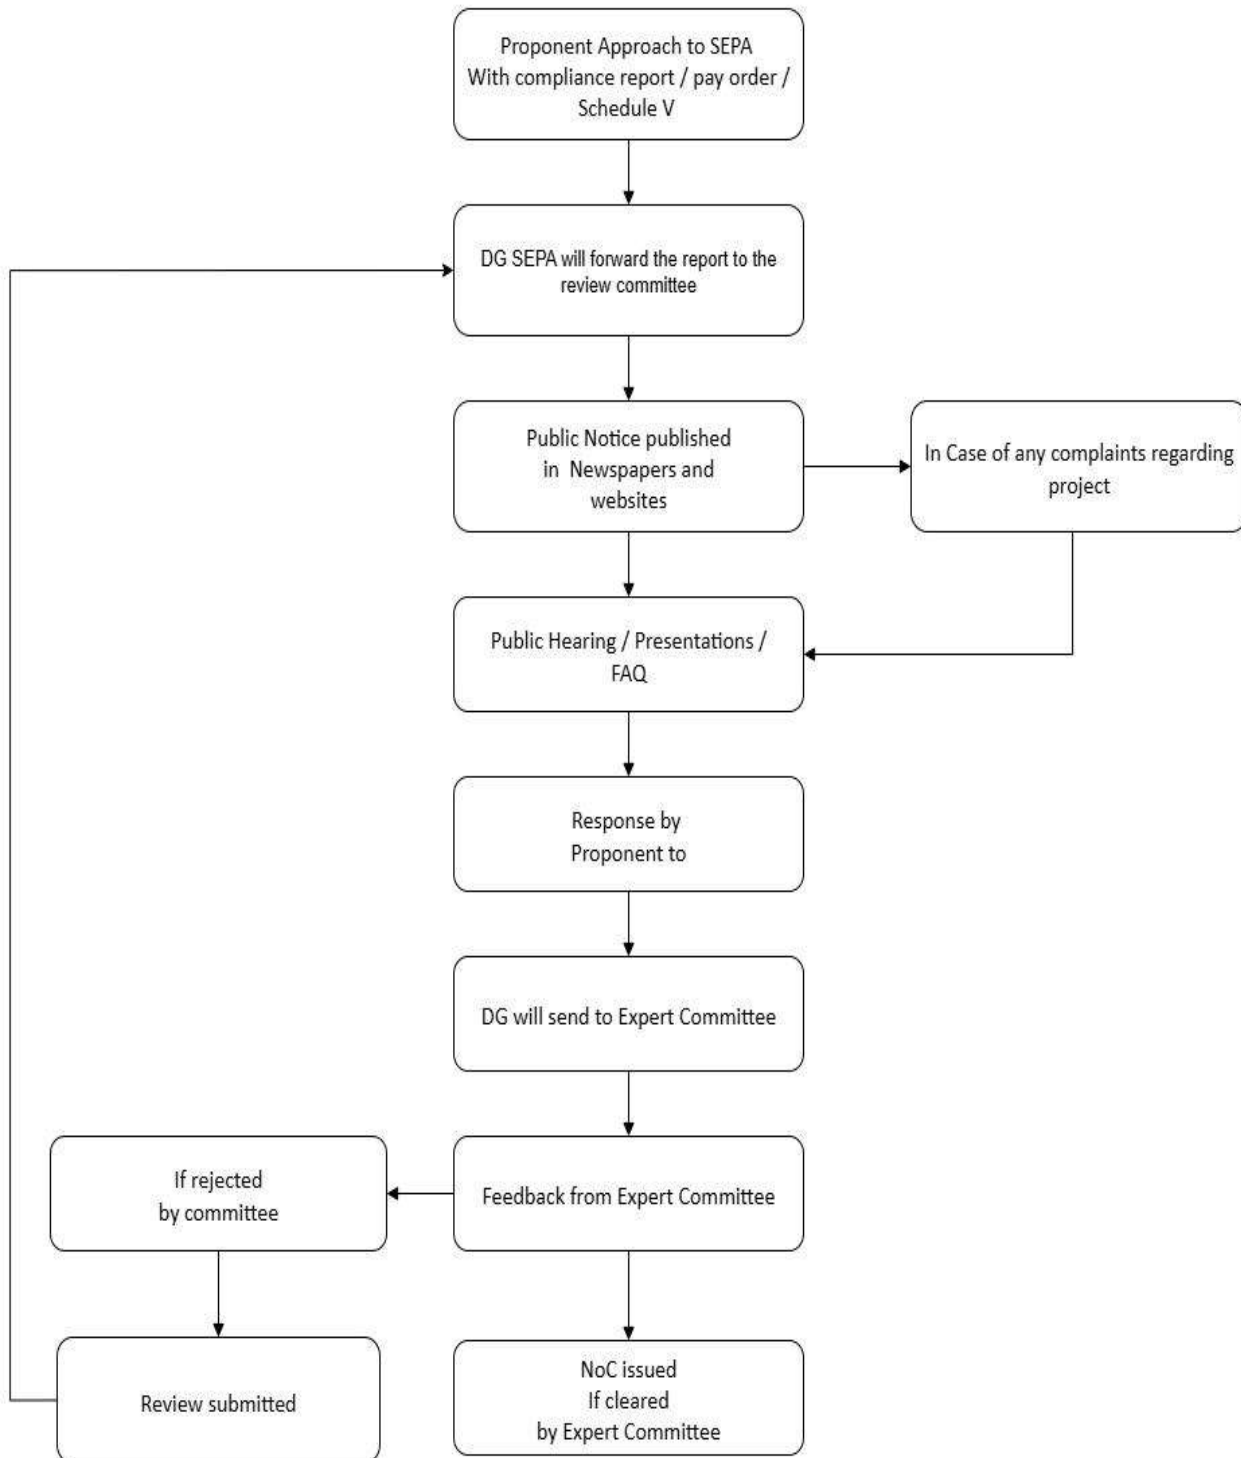 Proponent Approach to SEPA
With compliance report / pay order /
Schedule V
DG SEPA will forward the report to the
review committee
Public Notice published
in Newspapers and
websites
In Case of any complaints regarding
project
Public Hearing / Presentations /
FAQ
Response by
Proponent to
DG will send to Expert Committee
If rejected
by committee
Feedback from Expert Committee
Review submitted
NoC issued
If cleared
by Expert Committee